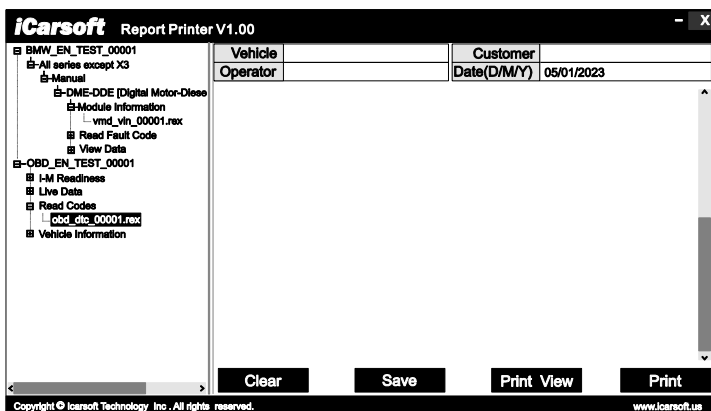 iCarsoft Report Printer V1.00
- X
BMW_EN_TEST_00001
All series except X3
Manual
DME-DDE [Digital Motor-Diese
Module Information
vmd_vin_00001.rex
Read Fault Code
View Data
OBD_EN_TEST_00001
I-M Readiness
Live Data
Read Codes
obd_dtc_00001.rex
Vehicle Information
Vehicle Customer
Operator Date(D/M/Y) 05/01/2023
Clear Save Print View Print
Copyright © Icarsoft Technology Inc . All rights reserved. www.icarsoft.us